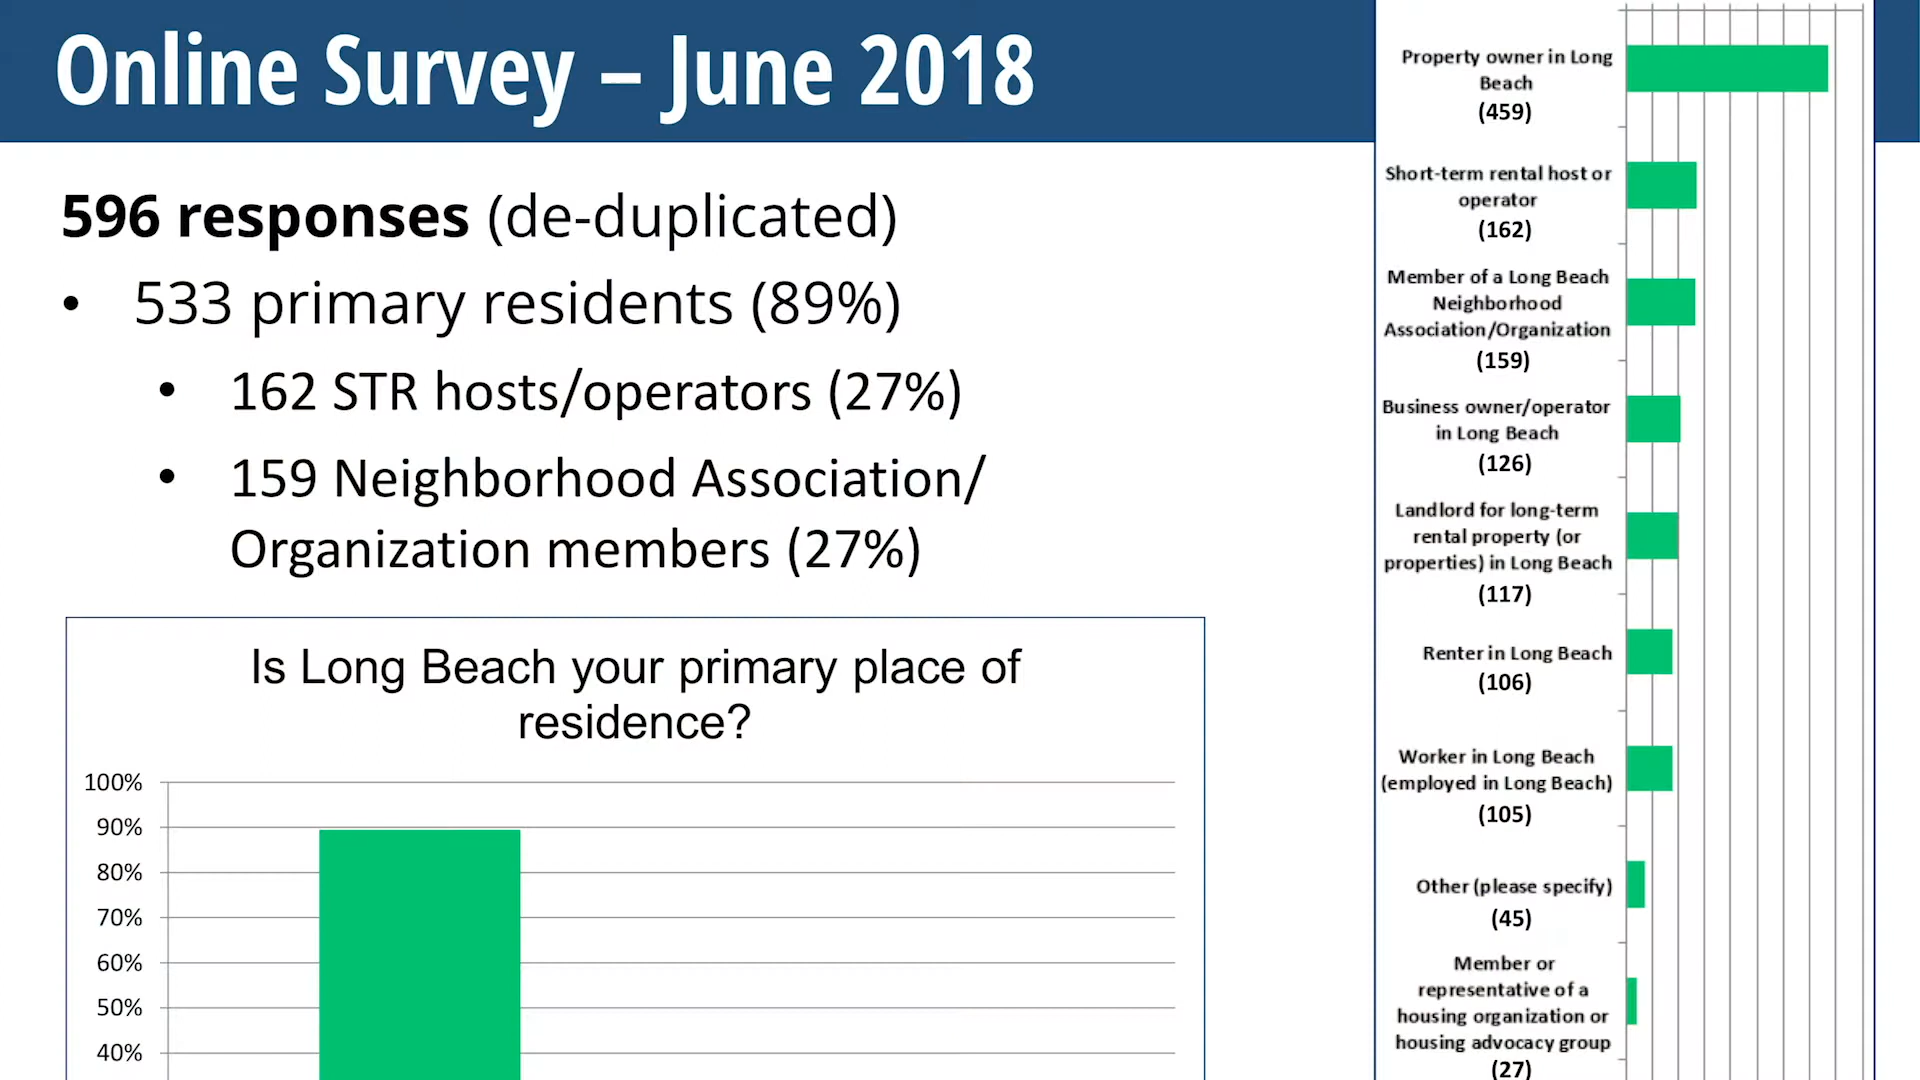 Online Survey – June 2018
596 responses (de-duplicated)
• 533 primary residents (89%)
• 162 STR hosts/operators (27%)
• 159 Neighborhood Association/
Organization members (27%)
Is Long Beach your primary place of
residence?
100%
90%
80%
70%
60%
50%
40%
Property owner in Long
Beach
(459)
Short-term rental host or
operator
(162)
Member of a Long Beach
Neighborhood
Association/Organization
(159)
Business owner/operator
in Long Beach
(126)
Landlord for long-term
rental property (or
properties) in Long Beach
(117)
Renter in Long Beach
(106)
Worker in Long Beach
(employed in Long Beach)
(105)
Other (please specify)
(45)
Member or
representative of a
housing organization or
housing advocacy group
(27)